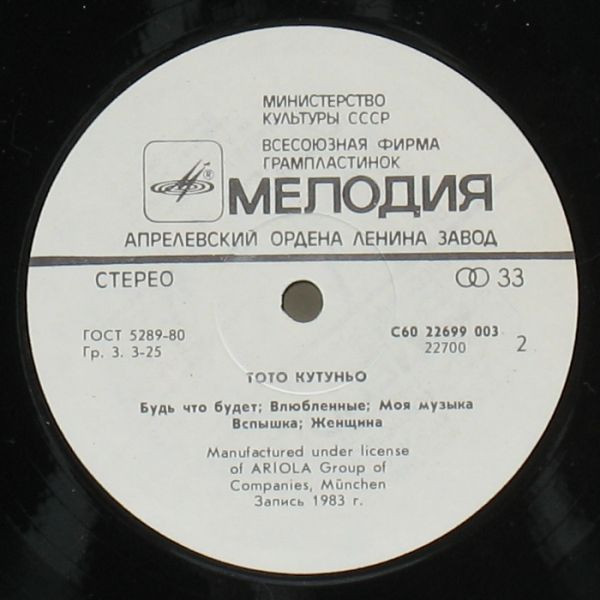 МИНИСТЕРСТВО
КУЛЬТУРЫ СССР
ВСЕСОЮЗНАЯ ФИРМА
ГРАМПЛАСТИНОК
® МЕЛОДИЯ
АПРЕЛЕВСКИЙ ОРДЕНА ЛЕНИНА ЗАВОД
СТЕРЕО 33
ГОСТ 5289-80 С60 22699 003
Гр. 3. 3-25 22700 2
ТОТО КУТУНЬО
Будь что будет; Влюбленные; Моя музыка
Вспышка; Женщина
Manufactured under license
of ARIOLA Group of
Companies, München
Запись 1983 г.